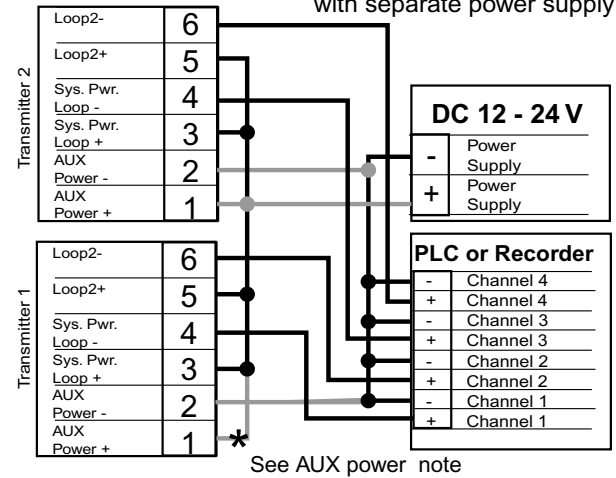 with separate power supply
Transmitter 2
Loop2- 6
Loop2+ 5
Sys. Pwr.
Loop - 4
Sys. Pwr.
Loop + 3
AUX
Power - 2
AUX
Power + 1
DC 12 - 24 V
- Power
Supply
+ Power
Supply
Transmitter 1
Loop2- 6
Loop2+ 5
Sys. Pwr.
Loop - 4
Sys. Pwr.
Loop + 3
AUX
Power - 2
AUX
Power + 1 *
PLC or Recorder
- Channel 4
+ Channel 4
- Channel 3
+ Channel 3
- Channel 2
+ Channel 2
- Channel 1
+ Channel 1
See AUX power note